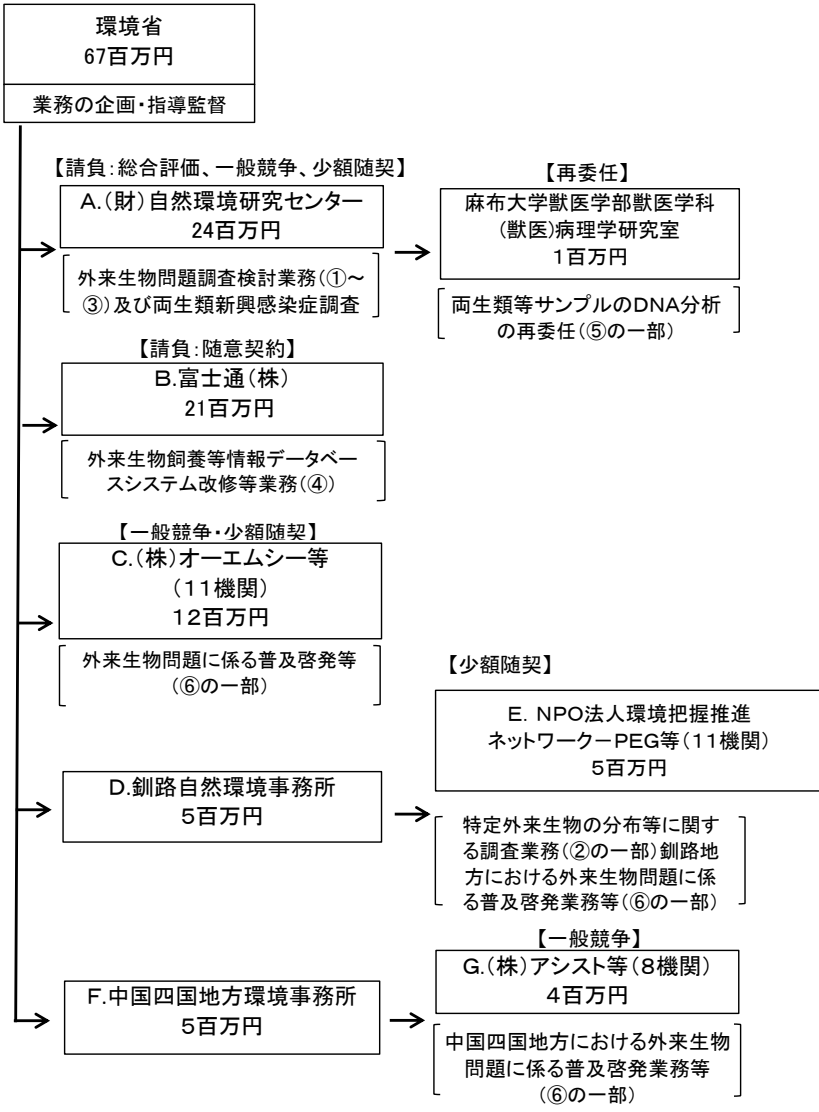 環境省
67百万円
業務の企画・指導監督
【請負：総合評価、一般競争、少額随契】
A.（財）自然環境研究センター
24百万円
外来生物問題調査検討業務（①～
③）及び両生類新興感染症調査
【再委任】
麻布大学獣医学部獣医学科
（獣医）病理学研究室
１百万円
両生類等サンプルのDNA分析
の再委任（⑤の一部）
【請負：随意契約】
B.富士通（株）
21百万円
外来生物飼養等情報データベー
スシステム改修等業務（④）
【一般競争・少額随契】
C.（株）オーエムシー等
（１１機関）
１２百万円
外来生物問題に係る普及啓発等
（⑥の一部）
D.釧路自然環境事務所
５百万円
【少額随契】
E．NPO法人環境把握推進
ネットワーク－PEG等（１１機関）
５百万円
特定外来生物の分布等に関す
る調査業務（②の一部）釧路地
方における外来生物問題に係
る普及啓発業務等（⑥の一部）
F.中国四国地方環境事務所
５百万円
【一般競争】
G.（株）アシスト等（８機関）
４百万円
中国四国地方における外来生物
問題に係る普及啓発業務等
（⑥の一部）